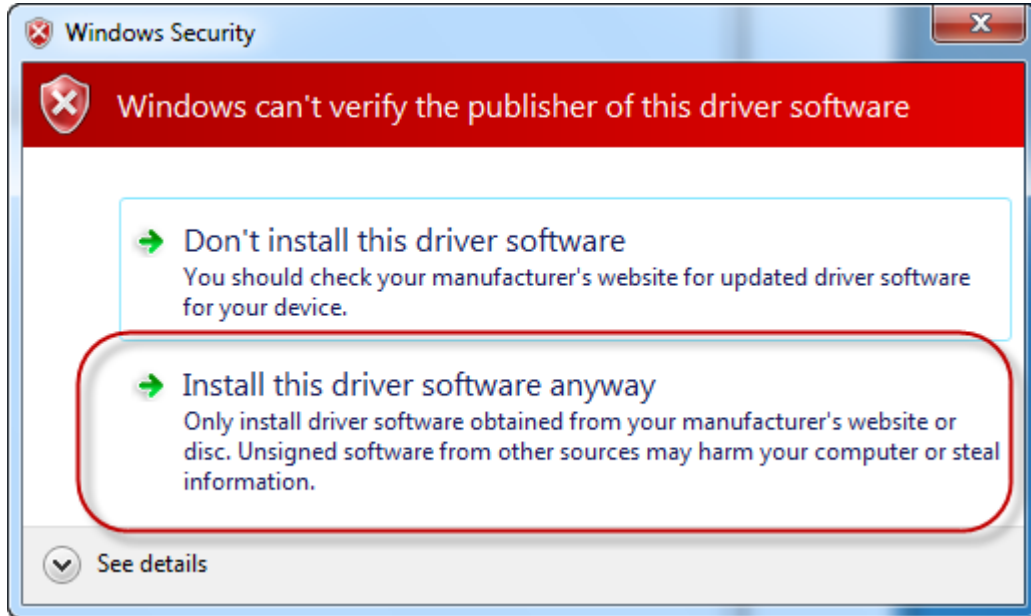 Windows Security
Windows can't verify the publisher of this driver software
Don't install this driver software
You should check your manufacturer's website for updated driver software
for your device.
Install this driver software anyway
Only install driver software obtained from your manufacturer's website or
disc. Unsigned software from other sources may harm your computer or steal
information.
See details